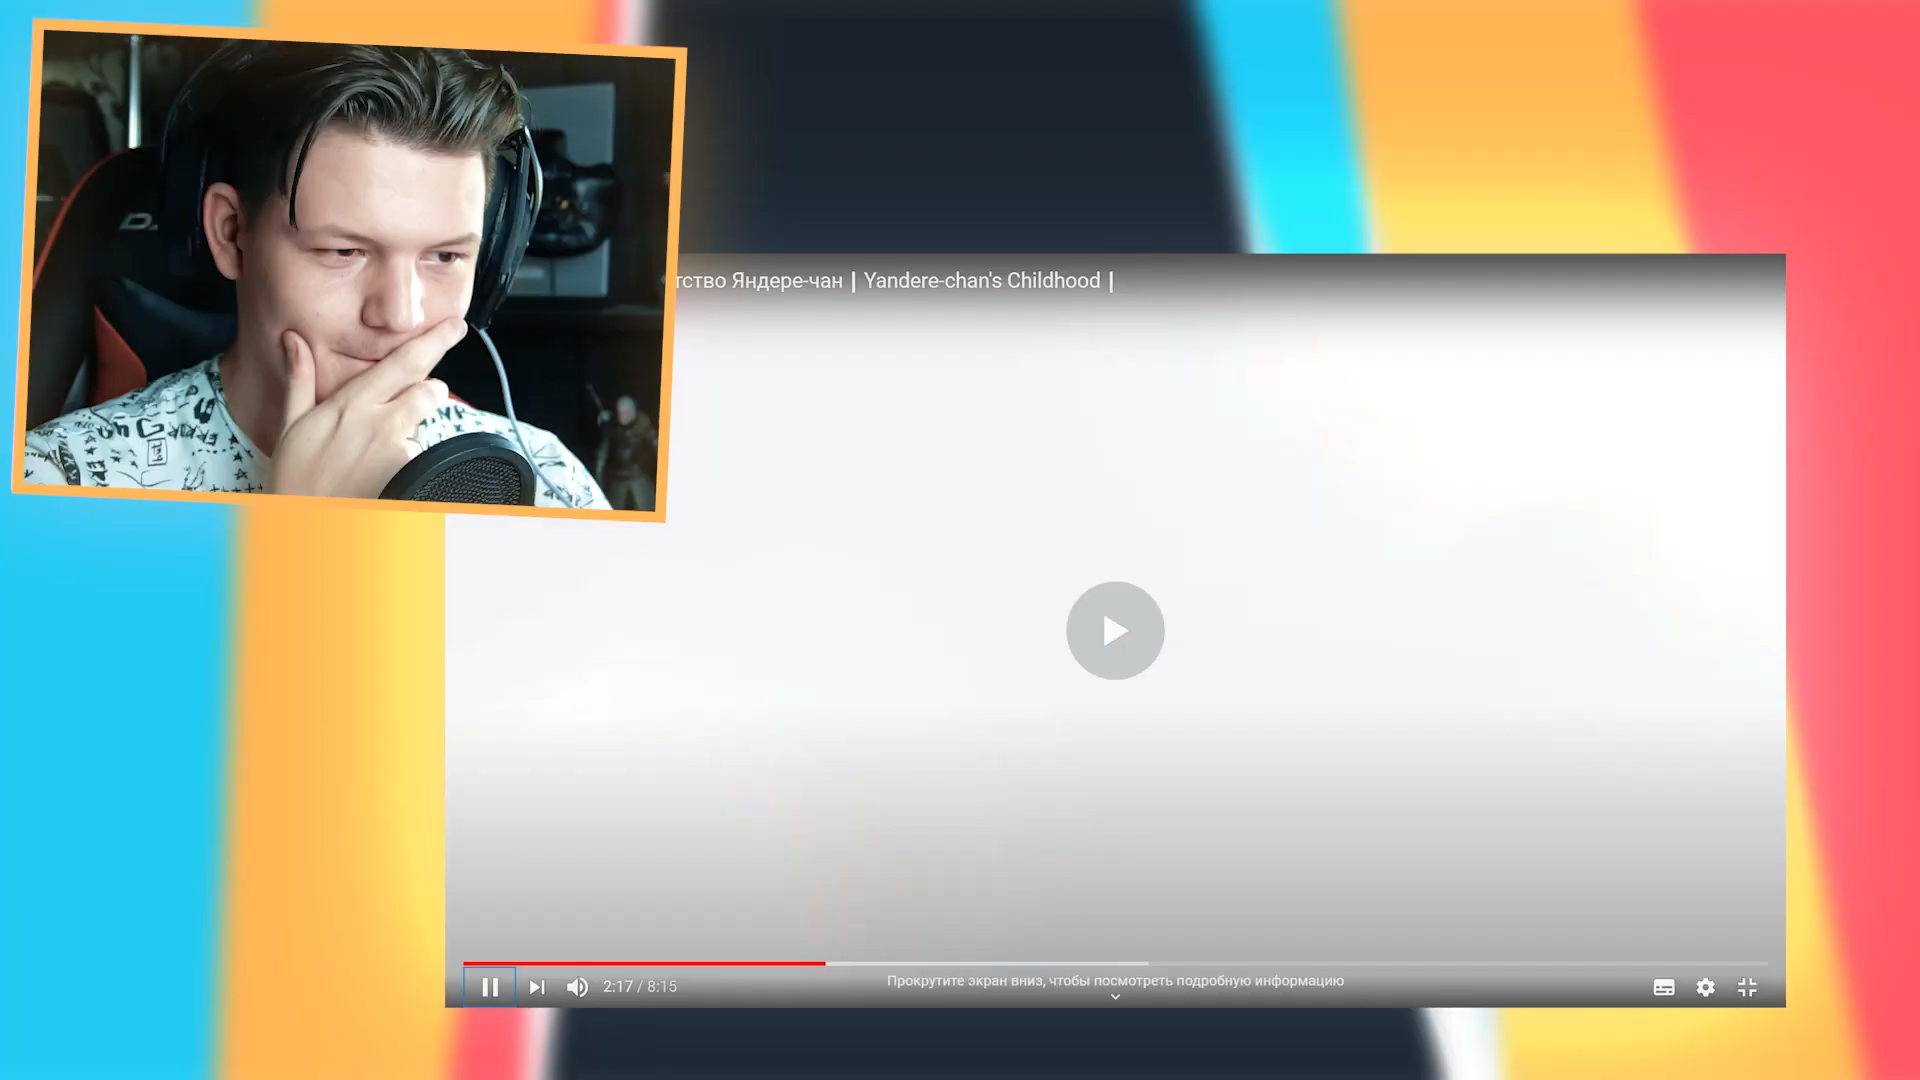 тство Яндере-чан | Yandere-chan's Childhood |
2:17 / 8:15
Прокрутите экран вниз, чтобы посмотреть подробную информацию